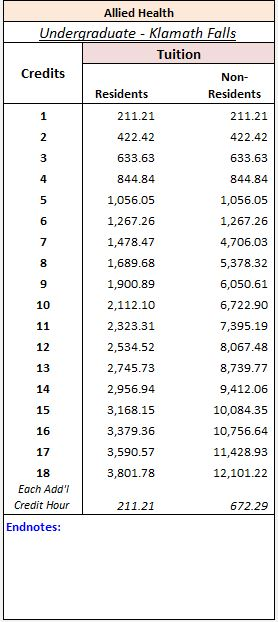 Allied Health
Undergraduate - Klamath Falls
Credits
Tuition
Residents
Non-
Residents
1 211.21 211.21
2 422.42 422.42
3 633.63 633.63
4 844.84 844.84
5 1,056.05 1,056.05
6 1,267.26 1,267.26
7 1,478.47 4,706.03
8 1,689.68 5,378.32
9 1,900.89 6,050.61
10 2,112.10 6,722.90
11 2,323.31 7,395.19
12 2,534.52 8,067.48
13 2,745.73 8,739.77
14 2,956.94 9,412.06
15 3,168.15 10,084.35
16 3,379.36 10,756.64
17 3,590.57 11,428.93
18 3,801.78 12,101.22
Each Add'l
Credit Hour 211.21 672.29
Endnotes: